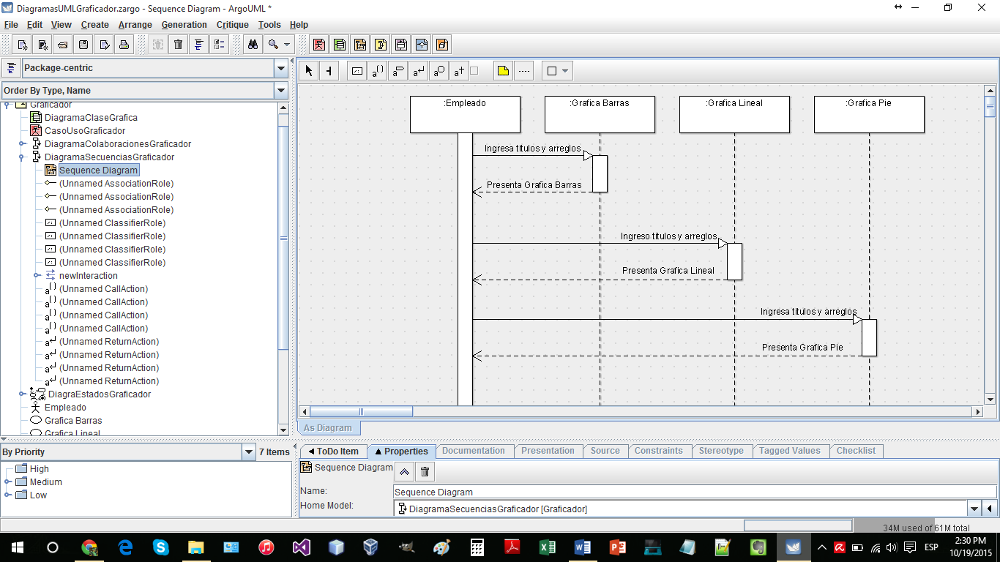 DiagramasUMLGraficador.zargo - Sequence Diagram - ArgoUML *
File Edit View Create Arrange Generation Critique Tools Help
Package-centric
Order By Type, Name
Graficador
DiagramaClaseGrafica
CasoUsoGraficador
DiagramaColaboracionesGraficador
DiagramaSecuenciasGraficador
Sequence Diagram
(Unnamed AssociationRole)
(Unnamed AssociationRole)
(Unnamed AssociationRole)
(Unnamed ClassifierRole)
(Unnamed ClassifierRole)
(Unnamed ClassifierRole)
(Unnamed ClassifierRole)
newInteraction
(Unnamed CallAction)
(Unnamed CallAction)
(Unnamed CallAction)
(Unnamed CallAction)
(Unnamed ReturnAction)
(Unnamed ReturnAction)
(Unnamed ReturnAction)
(Unnamed ReturnAction)
DiagraEstadosGraficador
Empleado
Grafica Barras
Grafica Lineal
:Empleado :Grafica Barras :Grafica Lineal :Grafica Pie
Ingresa titulos y arreglos
Presenta Grafica Barras
Ingreso titulos y arreglos
Presenta Grafica Lineal
Ingresa titulos y arreglos
Presenta Grafica Pie
As Diagram
By Priority 7 Items
High
Medium
Low
ToDo Item Properties Documentation Presentation Source Constraints Stereotype Tagged Values Checklist
Sequence Diagram
Name: Sequence Diagram
Home Model: DiagramaSecuenciasGraficador [Graficador]
34M used of 61M total
ESP
2:30 PM
10/19/2015